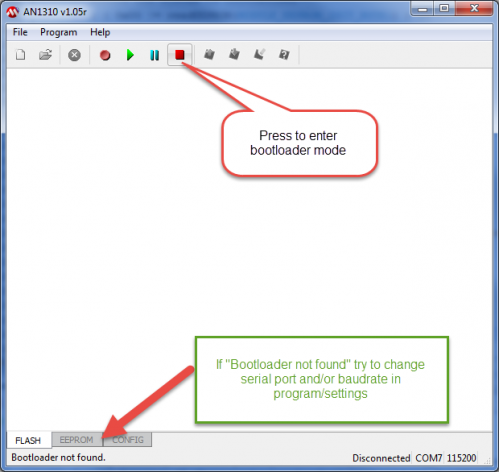 AN1310 v1.05r
File Program Help
Press to enter
bootloader mode
If "Bootloader not found" try to change
serial port and/or baudrate in
program/settings
FLASH EEPROM CONFIG
Bootloader not found. Disconnected COM7 115200